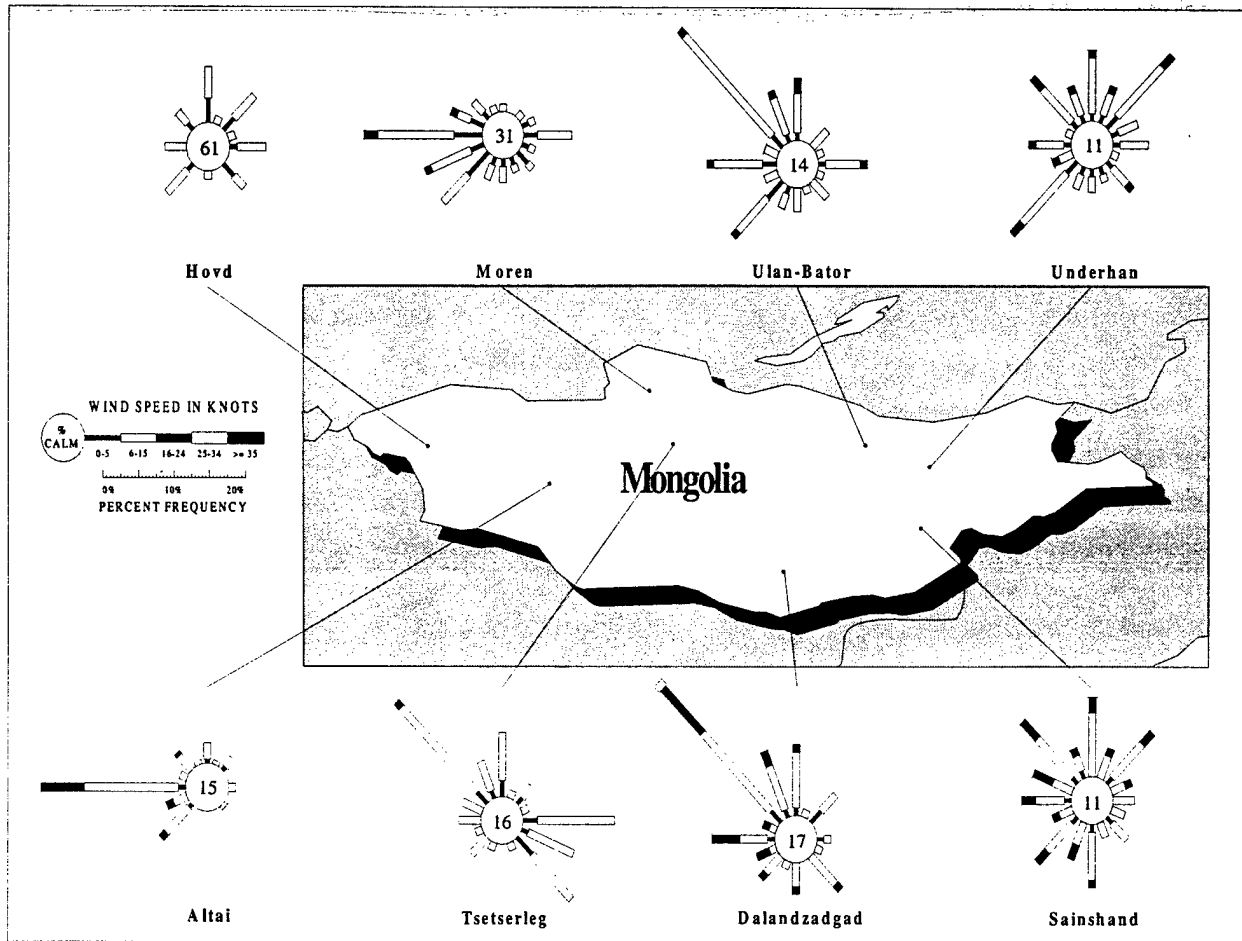 61
31
14
11
Hovd
Moren
Ulan-Bator
Underhan
WIND SPEED IN KNOTS
%
CALM
0-5 6-15 16-24 25-34 >= 35
0% 10% 20%
PERCENT FREQUENCY
Mongolia
15
16
17
11
Altai
Tsetserleg
Dalandzadgad
Sainshand